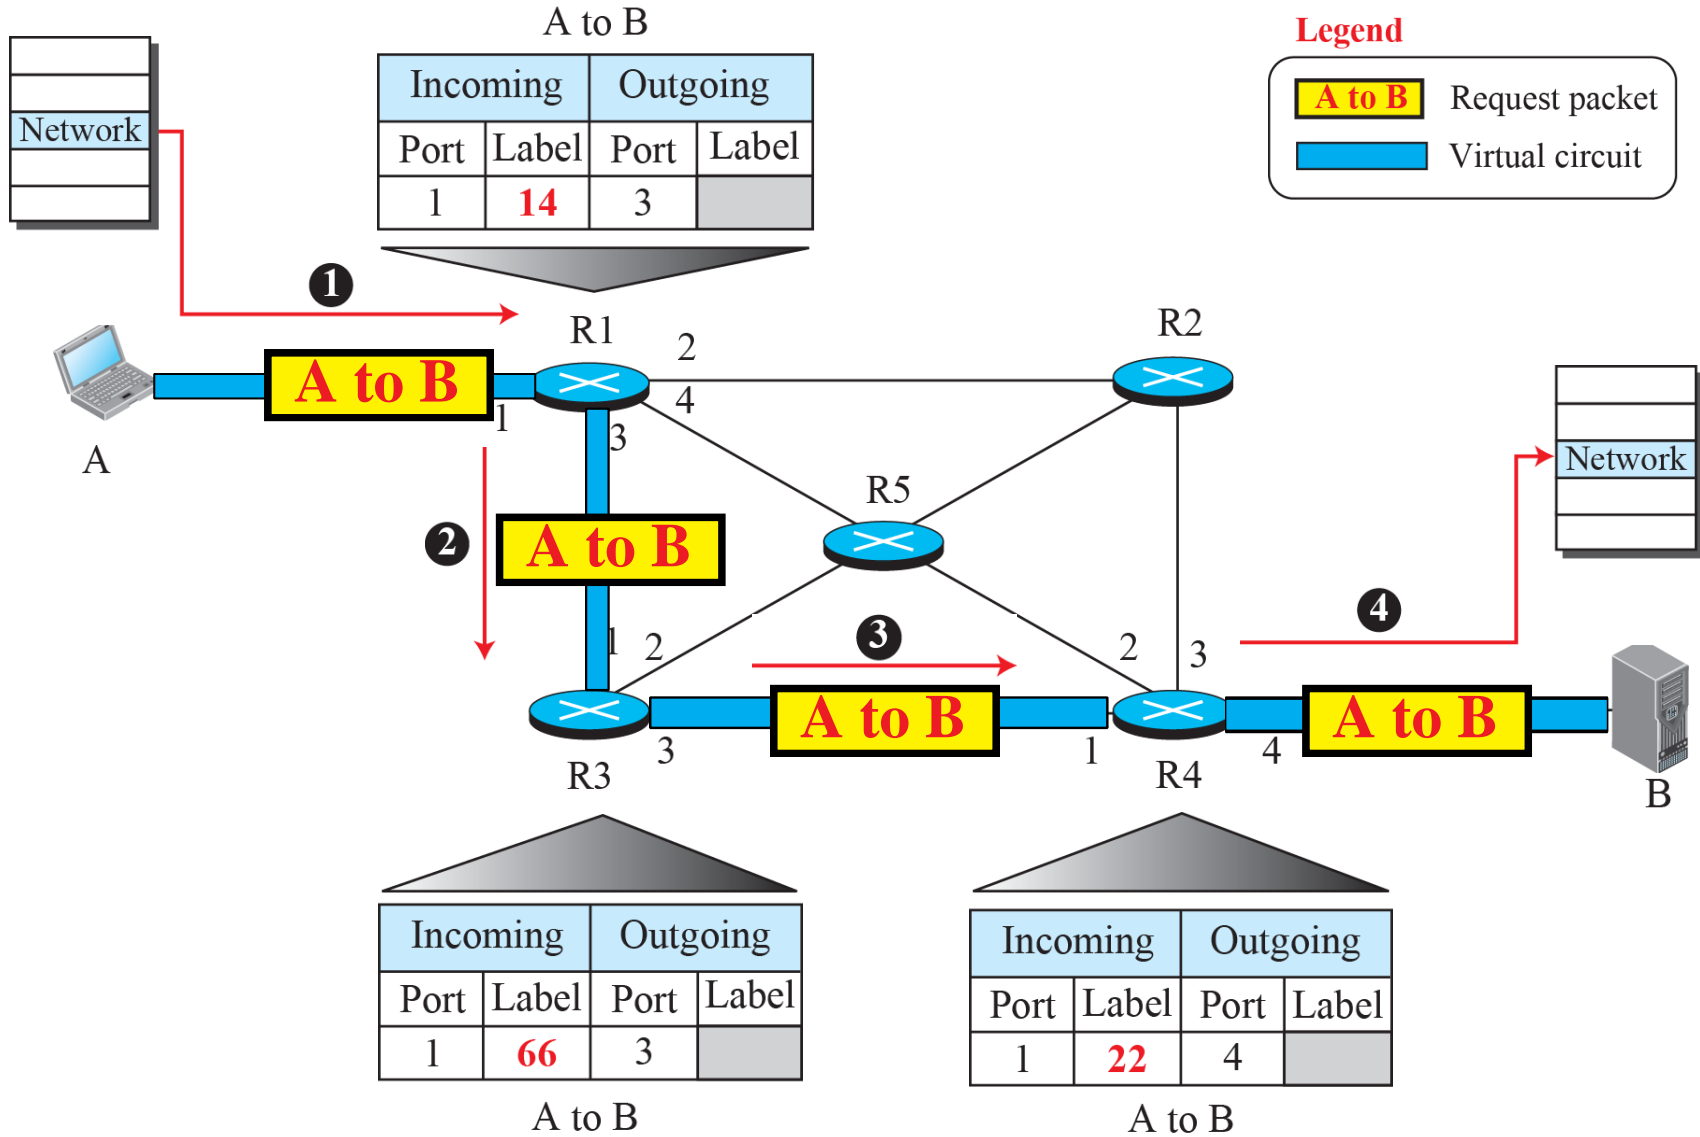 A to B
Legend
Incoming Outgoing
A to B Request packet
Network
Port Label Port Label
Virtual circuit
1 14 3
1
R1
R2
2
A to B
4
1
3
A
Network
R5
2
A to B
4
3
1
2
2
3
A to B
A to B
3
1
4
R3
R4
B
Incoming Outgoing
Port Label Port Label
1 66 3
A to B
Incoming Outgoing
Port Label Port Label
1 22 4
A to B